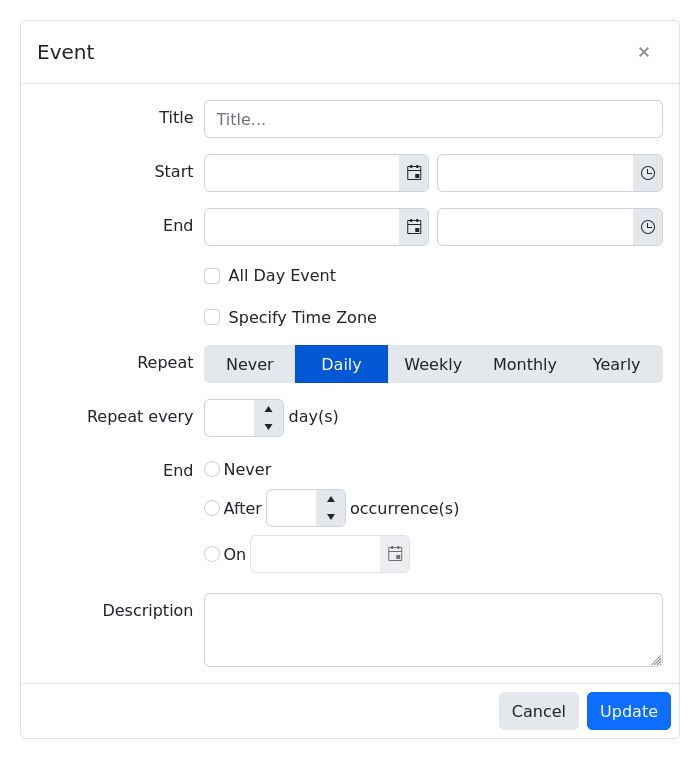 Event ×
Title Title...
Start
End
All Day Event
Specify Time Zone
Repeat Never Daily Weekly Monthly Yearly
Repeat every day(s)
End Never
After occurrence(s)
On
Description
Cancel Update